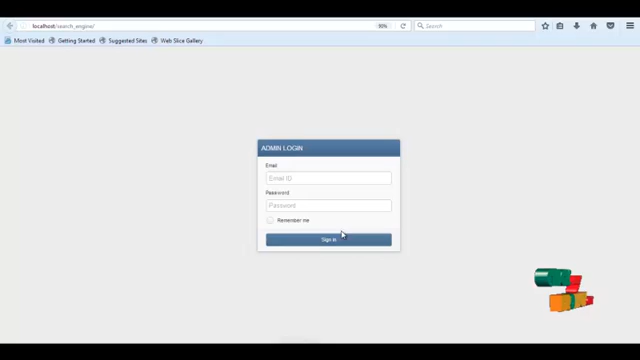 localhost/search_engine/
90%
Search
Most Visited Getting Started Suggested Sites Web Slice Gallery
ADMIN LOGIN
Email
Email ID
Password
Password
Remember me
Sign in